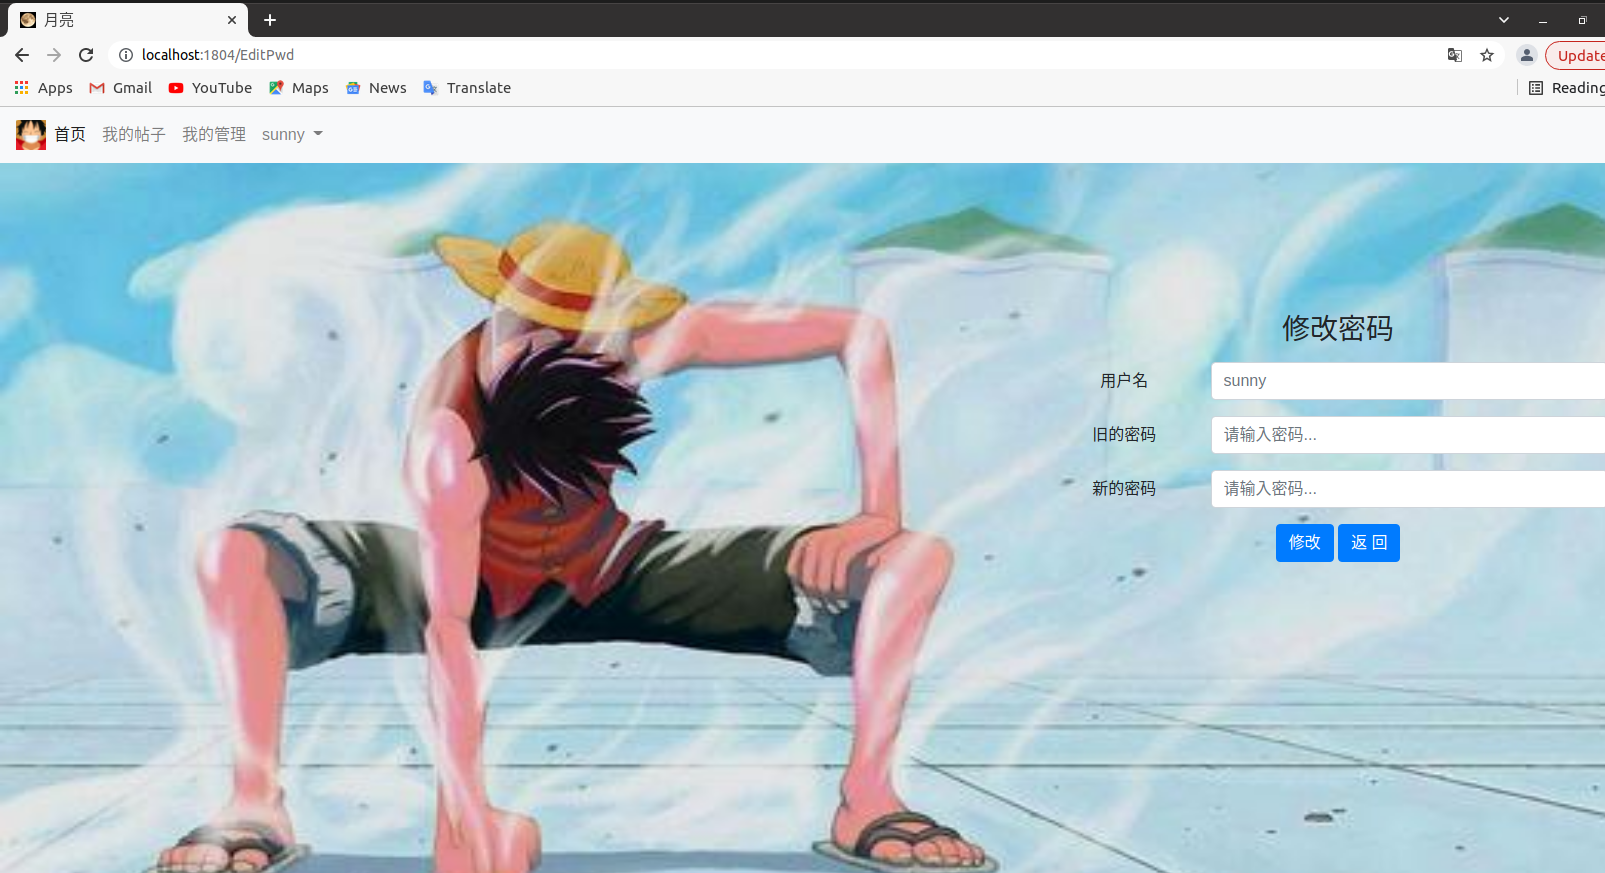 月亮
localhost:1804/EditPwd
Update
Apps Gmail YouTube Maps News Translate Reading
首页 我的帖子 我的管理 sunny
修改密码
用户名 sunny
旧的密码 请输入密码...
新的密码 请输入密码...
修改 返 回